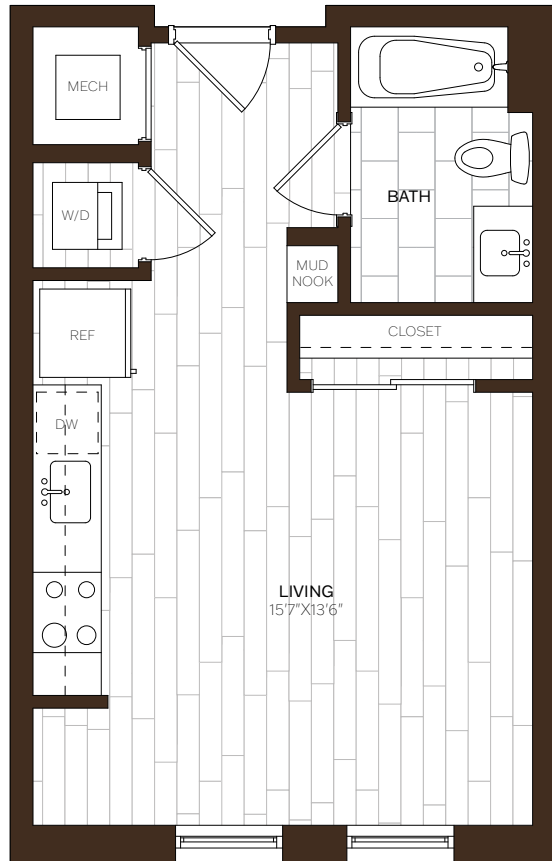 MECH
W/D
BATH
MUD
NOOK
REF
CLOSET
DW
LIVING
15'7"X13'6"